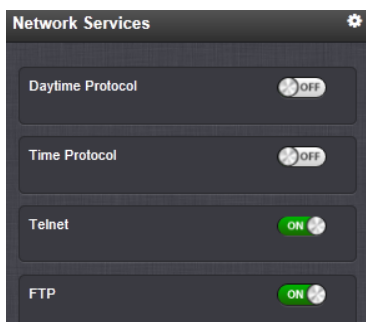 Network Services
Daytime Protocol OFF
Time Protocol OFF
Telnet ON
FTP ON